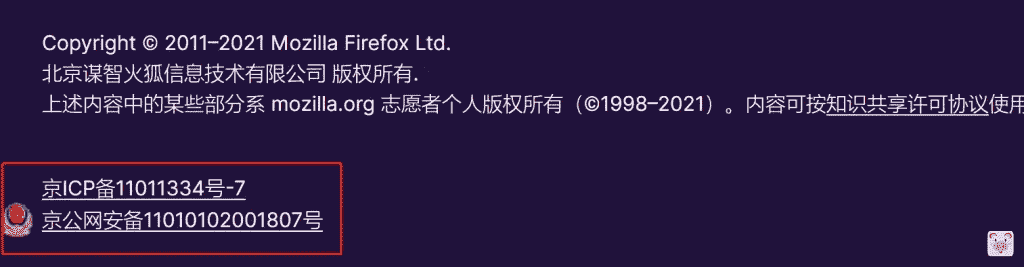 Copyright © 2011–2021 Mozilla Firefox Ltd.
北京谋智火狐信息技术有限公司 版权所有.
上述内容中的某些部分系 mozilla.org 志愿者个人版权所有（©1998–2021）。内容可按知识共享许可协议使用
京ICP备11011334号-7
京公网安备11010102001807号